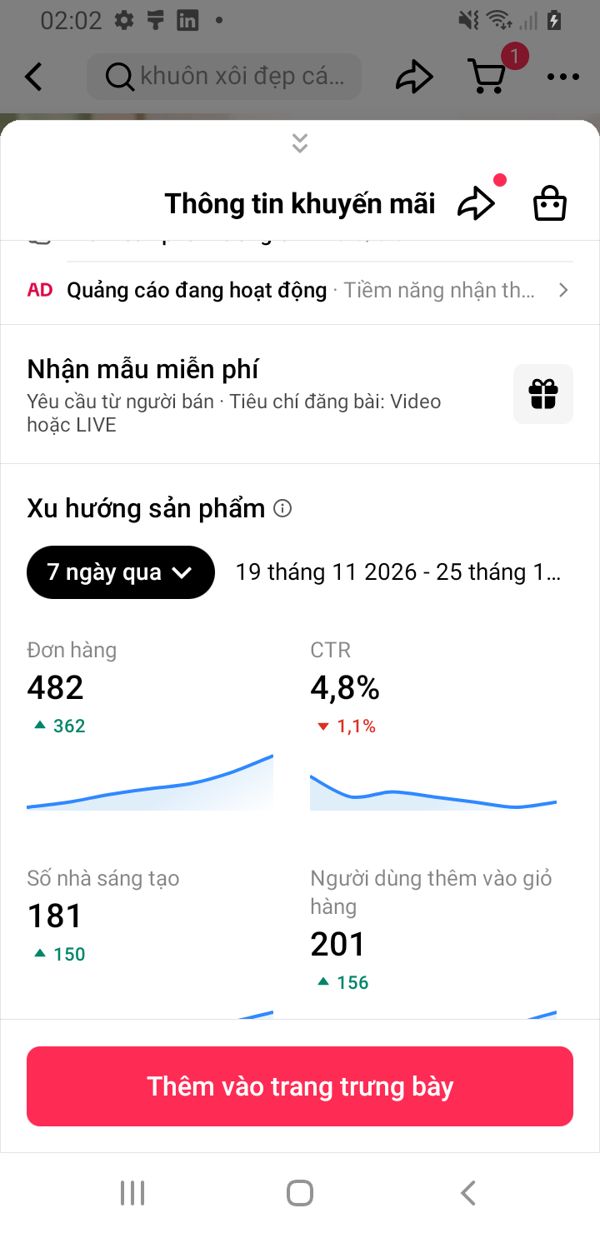 02:02
khuôn xôi đẹp cá...
1
Thông tin khuyến mãi
AD Quảng cáo đang hoạt động · Tiềm năng nhận th...
Nhận mẫu miễn phí
Yêu cầu từ người bán · Tiêu chí đăng bài: Video
hoặc LIVE
Xu hướng sản phẩm
7 ngày qua
19 tháng 11 2026 - 25 tháng 1...
Đơn hàng
482
362
CTR
4,8%
1,1%
Số nhà sáng tạo
181
150
Người dùng thêm vào giỏ
hàng
201
156
Thêm vào trang trưng bày